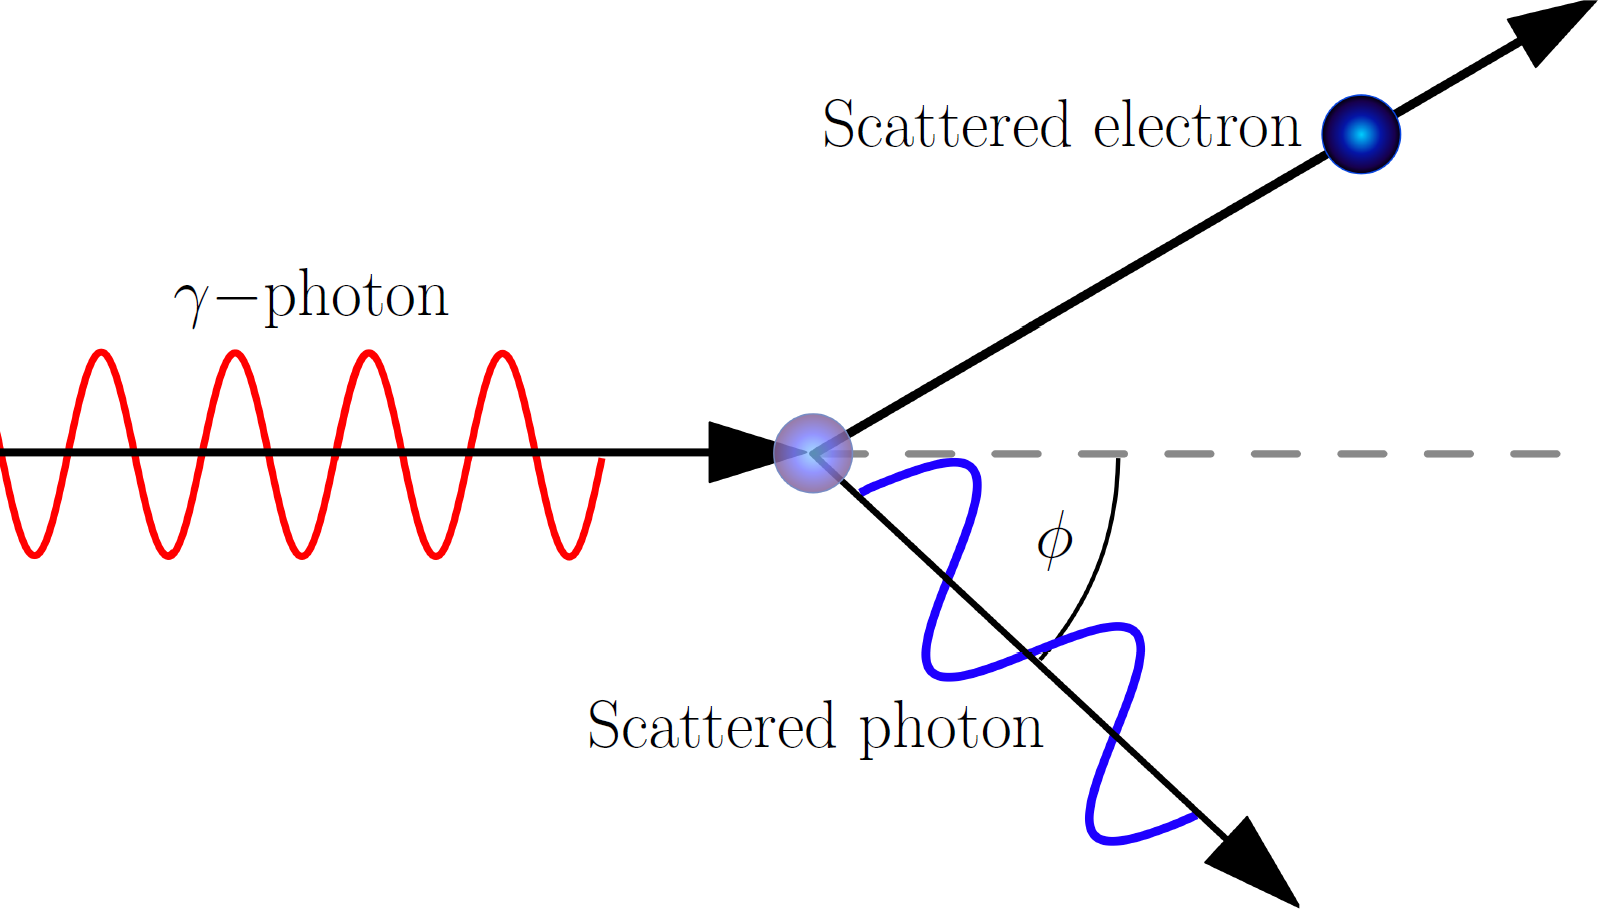 Scattered electron
γ−photon
ϕ
Scattered photon